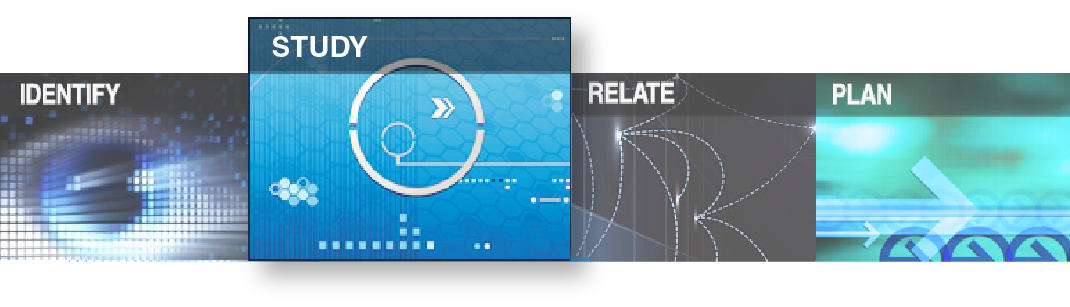 IDENTIFY
STUDY
RELATE
PLAN